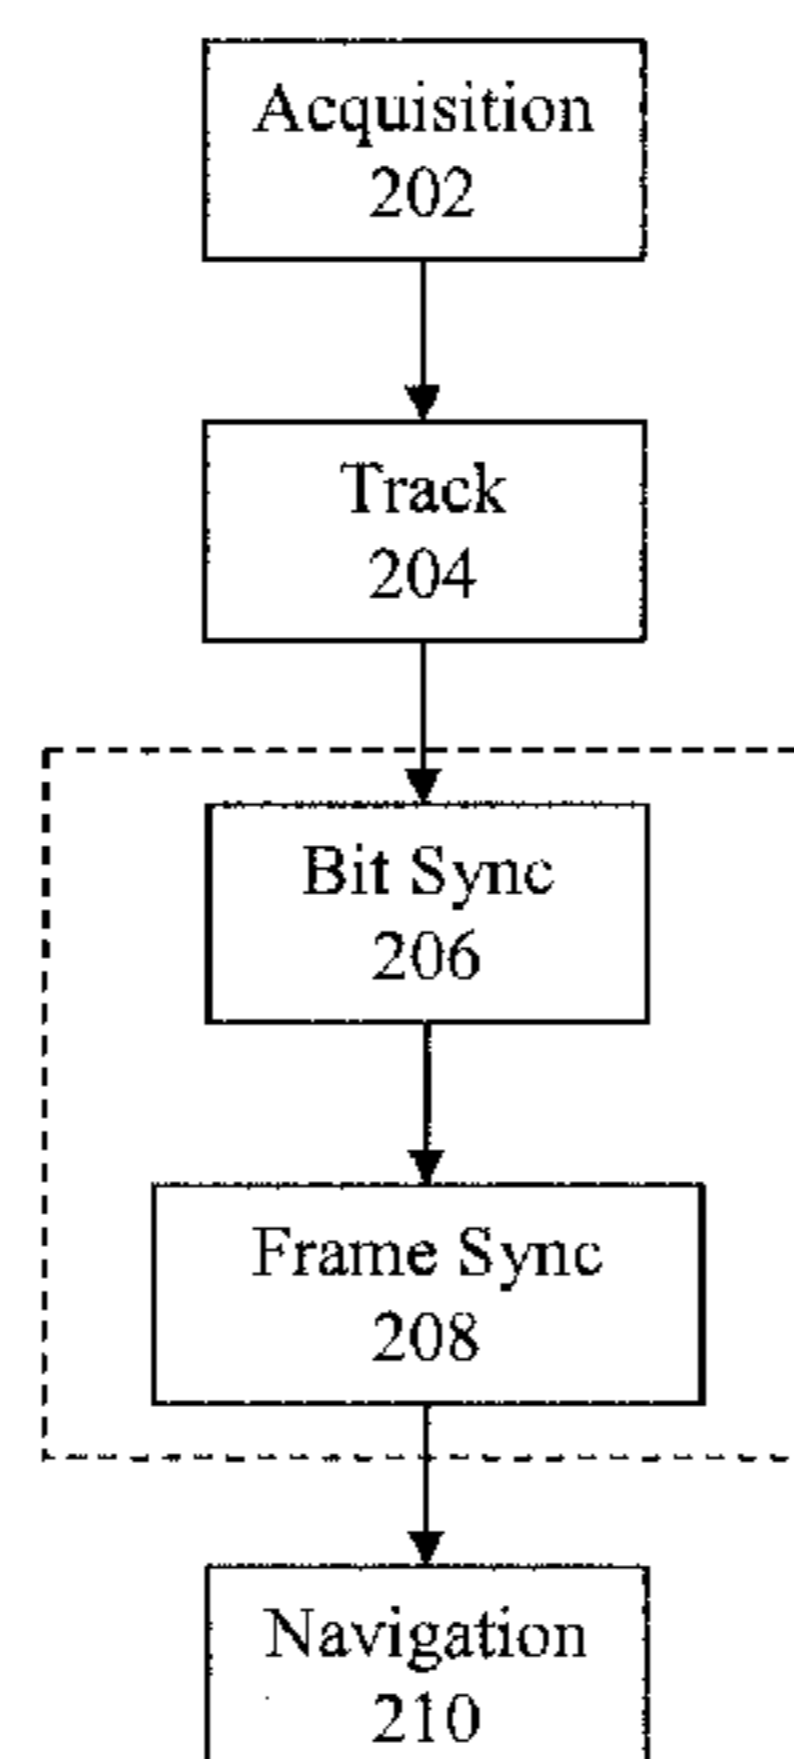 Acquisition
202
Track
204
Bit Sync
206
Frame Sync
208
Navigation
210